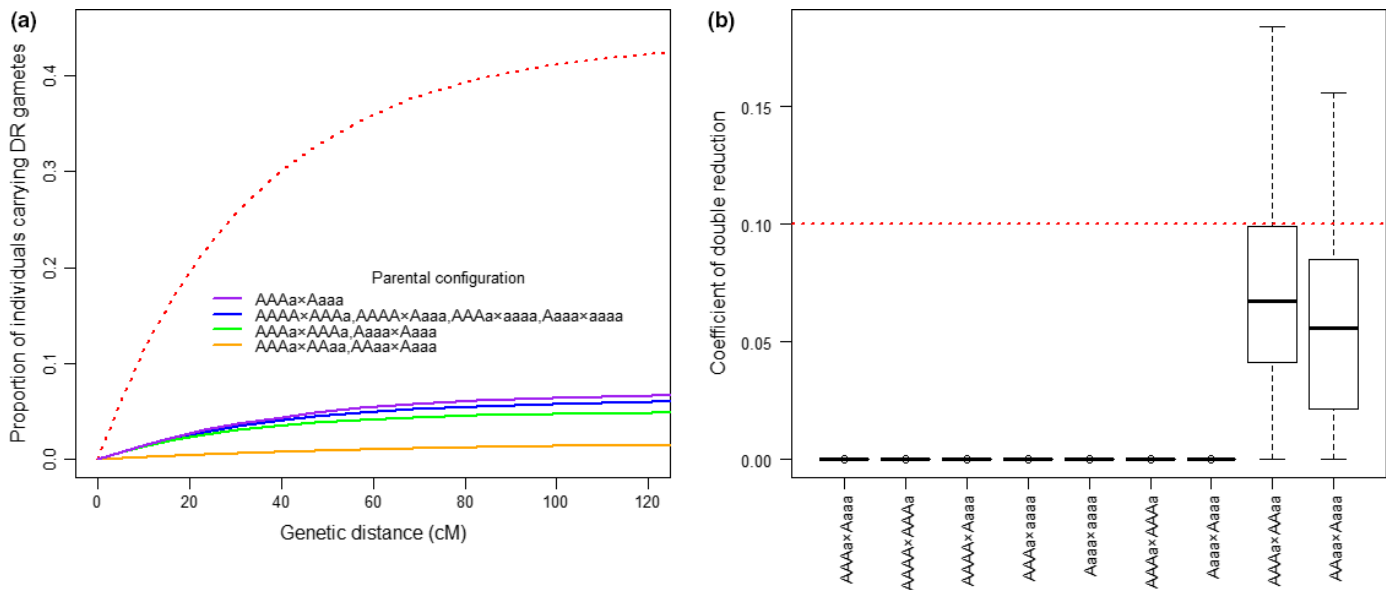 (a)
Proportion of individuals carrying DR gametes
0.0
0.1
0.2
0.3
0.4
Parental configuration
AAAa×Aaaa
AAAA×AAAa,AAAA×Aaaa,AAAa×aaaa,Aaaa×aaaa
AAAa×AAAa,Aaaa×Aaaa
AAAa×AAaa,AAaa×Aaaa
0
20
40
60
80
100
120
Genetic distance (cM)
(b)
Coefficient of double reduction
0.00
0.05
0.10
0.15
AAAa×Aaaa
AAAA×AAAa
AAAA×Aaaa
AAAa×aaaa
Aaaa×aaaa
AAAa×AAAa
Aaaa×Aaaa
AAAa×AAaa
AAaa×Aaaa